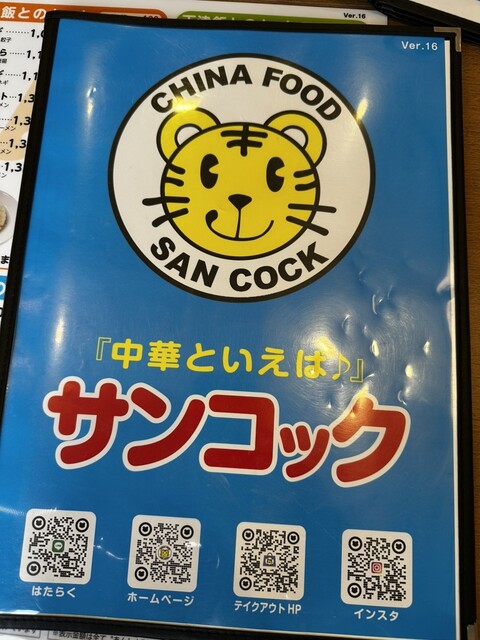 Ver.16
Ver.16
CHINA FOOD
SAN COCK
『中華といえば♪』
サンコック
はたらく
ホームページ
テイクアウトHP
インスタ